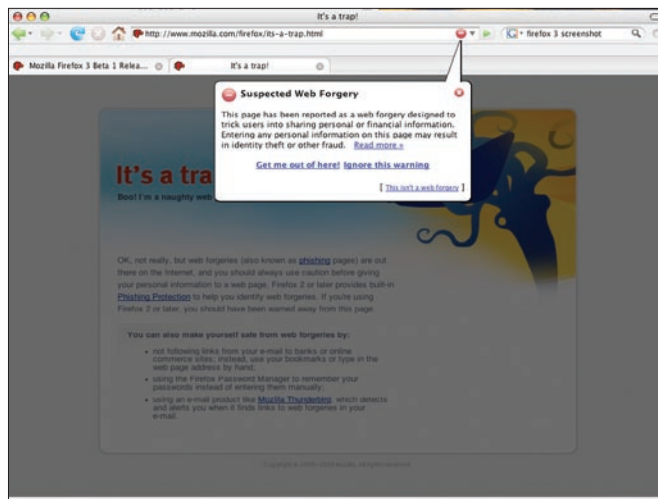 It's a trap!
http://www.mozilla.com/firefox/its-a-trap.html
firefox 3 screenshot
Mozilla Firefox 3 Beta 1 Relea...
It's a trap!
Suspected Web Forgery
This page has been reported as a web forgery designed to
trick users into sharing personal or financial information.
Entering any personal information on this page may result
in identity theft or other fraud. Read more »
Get me out of here! Ignore this warning
[ This isn't a web forgery ]
It's a tra
Boo! I'm a naughty web
OK, not really, but web forgeries (also known as phishing pages) are out
there on the Internet, and you should always use caution before giving
your personal information to a web page. Firefox 2 or later provides built-in
Phishing Protection to help you identify web forgeries. If you're using
Firefox 2 or later, you should have been warned away from this page.
You can also make yourself safe from web forgeries by:
• not following links from your e-mail to banks or online
commerce sites; instead, use your bookmarks or type in the
web page address by hand;
• using the Firefox Password Manager to remember your
passwords instead of entering them manually;
• using an e-mail product like Mozilla Thunderbird, which detects
and alerts you when it finds links to web forgeries in your
e-mail.